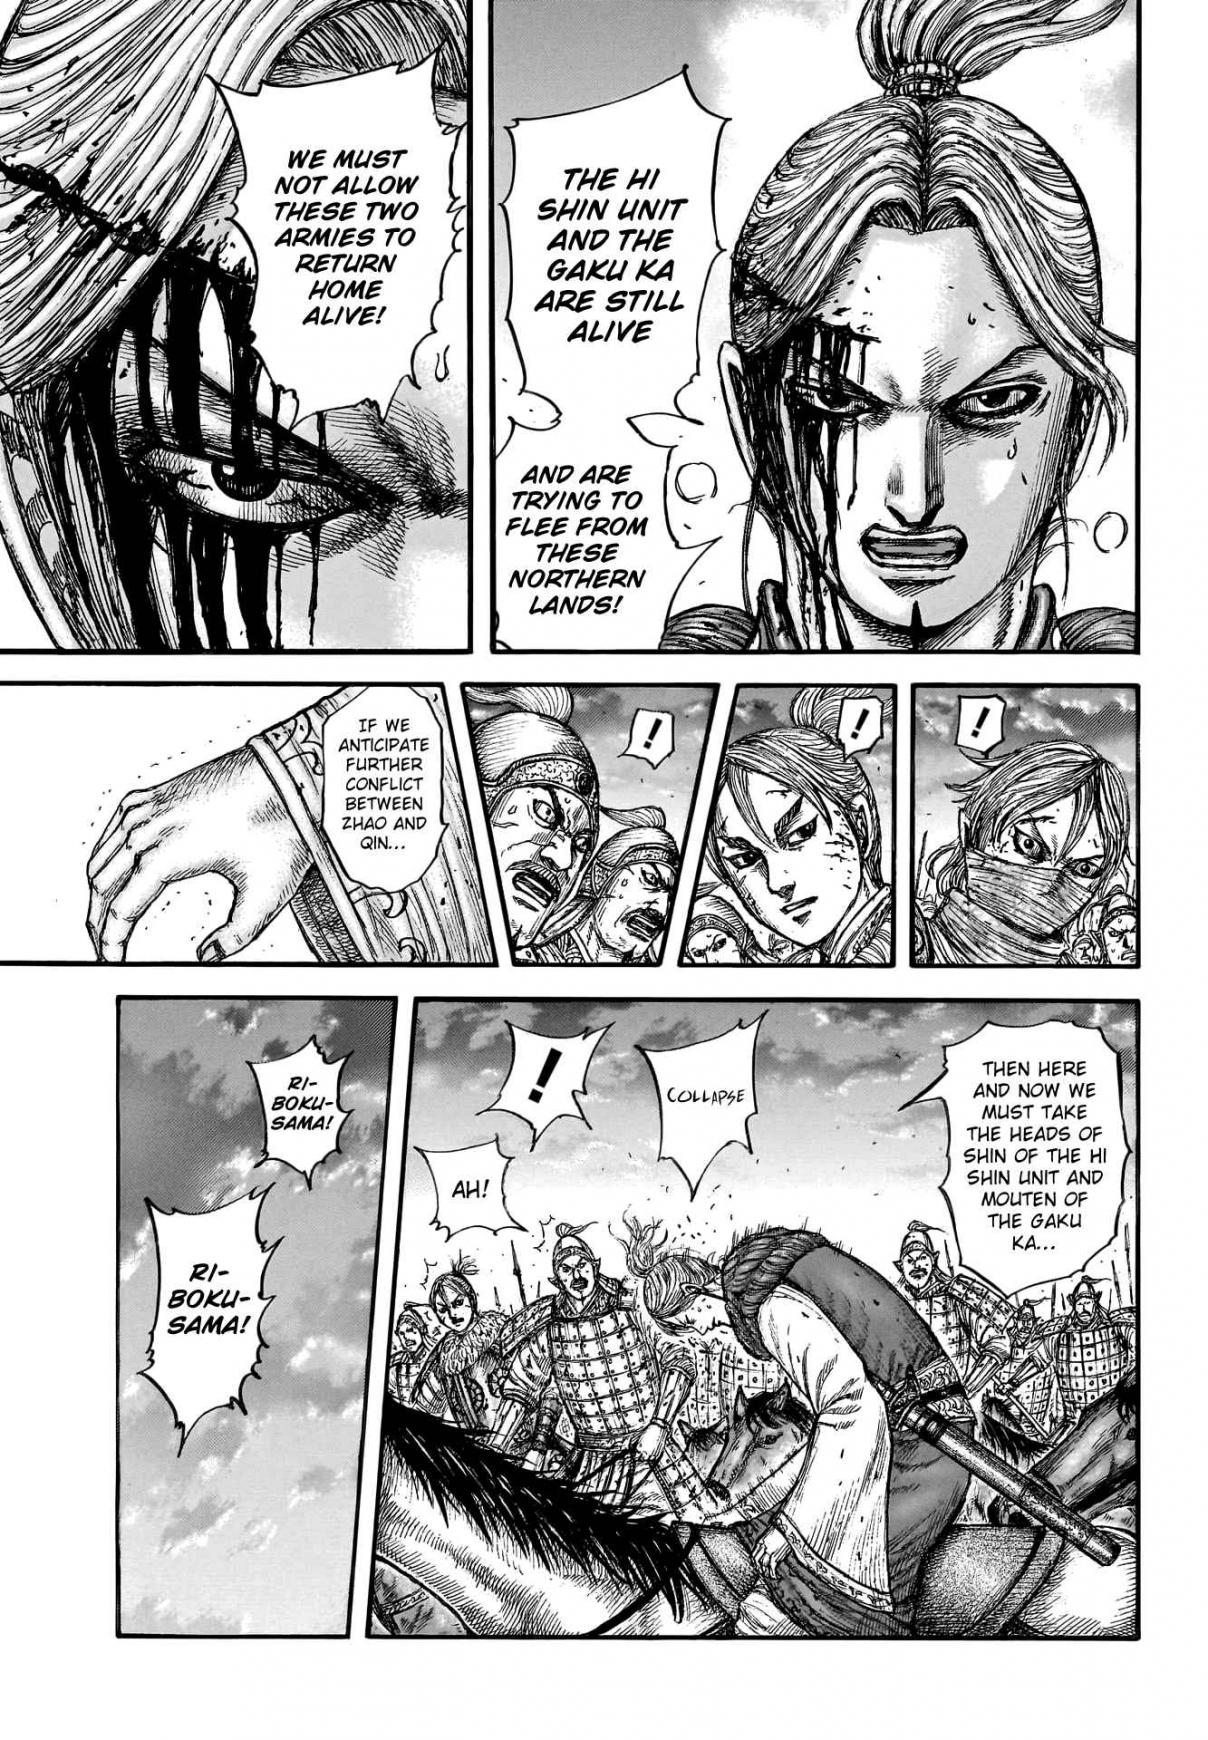 THE HI
SHIN UNIT
AND THE
GAKU KA
ARE STILL
ALIVE
AND ARE
TRYING TO
FLEE FROM
THESE
NORTHERN
LANDS!
WE MUST
NOT ALLOW
THESE TWO
ARMIES TO
RETURN
HOME
ALIVE!
!
!
!
IF WE
ANTICIPATE
FURTHER
CONFLICT
BETWEEN
ZHAO AND
QIN...
THEN HERE
AND NOW WE
MUST TAKE
THE HEADS OF
SHIN OF THE HI
SHIN UNIT AND
MOUTEN OF
THE GAKU
KA...
COLLAPSE
!
AH!
RI-
BOKU-
SAMA!
RI-
BOKU-
SAMA!